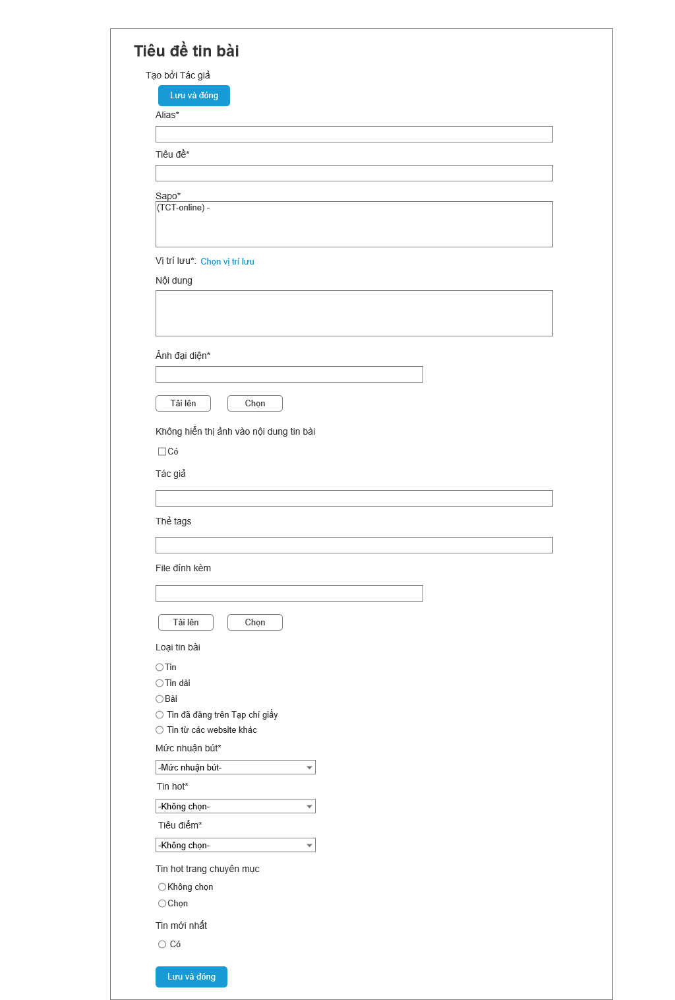 Tiêu đề tin bài
Tạo bởi Tác giả
Lưu và đóng
Alias*
Tiêu đề*
Sapo*
(TCT-online) -
Vị trí lưu*: Chọn vị trí lưu
Nội dung
Ảnh đại diện*
Tải lên Chọn
Không hiển thị ảnh vào nội dung tin bài
Có
Tác giả
Thẻ tags
File đính kèm
Tải lên Chọn
Loại tin bài
Tin
Tin dài
Bài
Tin đã đăng trên Tạp chí giấy
Tin từ các website khác
Mức nhuận bút*
-Mức nhuận bút-
Tin hot*
-Không chọn-
Tiêu điểm*
-Không chọn-
Tin hot trang chuyên mục
Không chọn
Chọn
Tin mới nhất
Có
Lưu và đóng